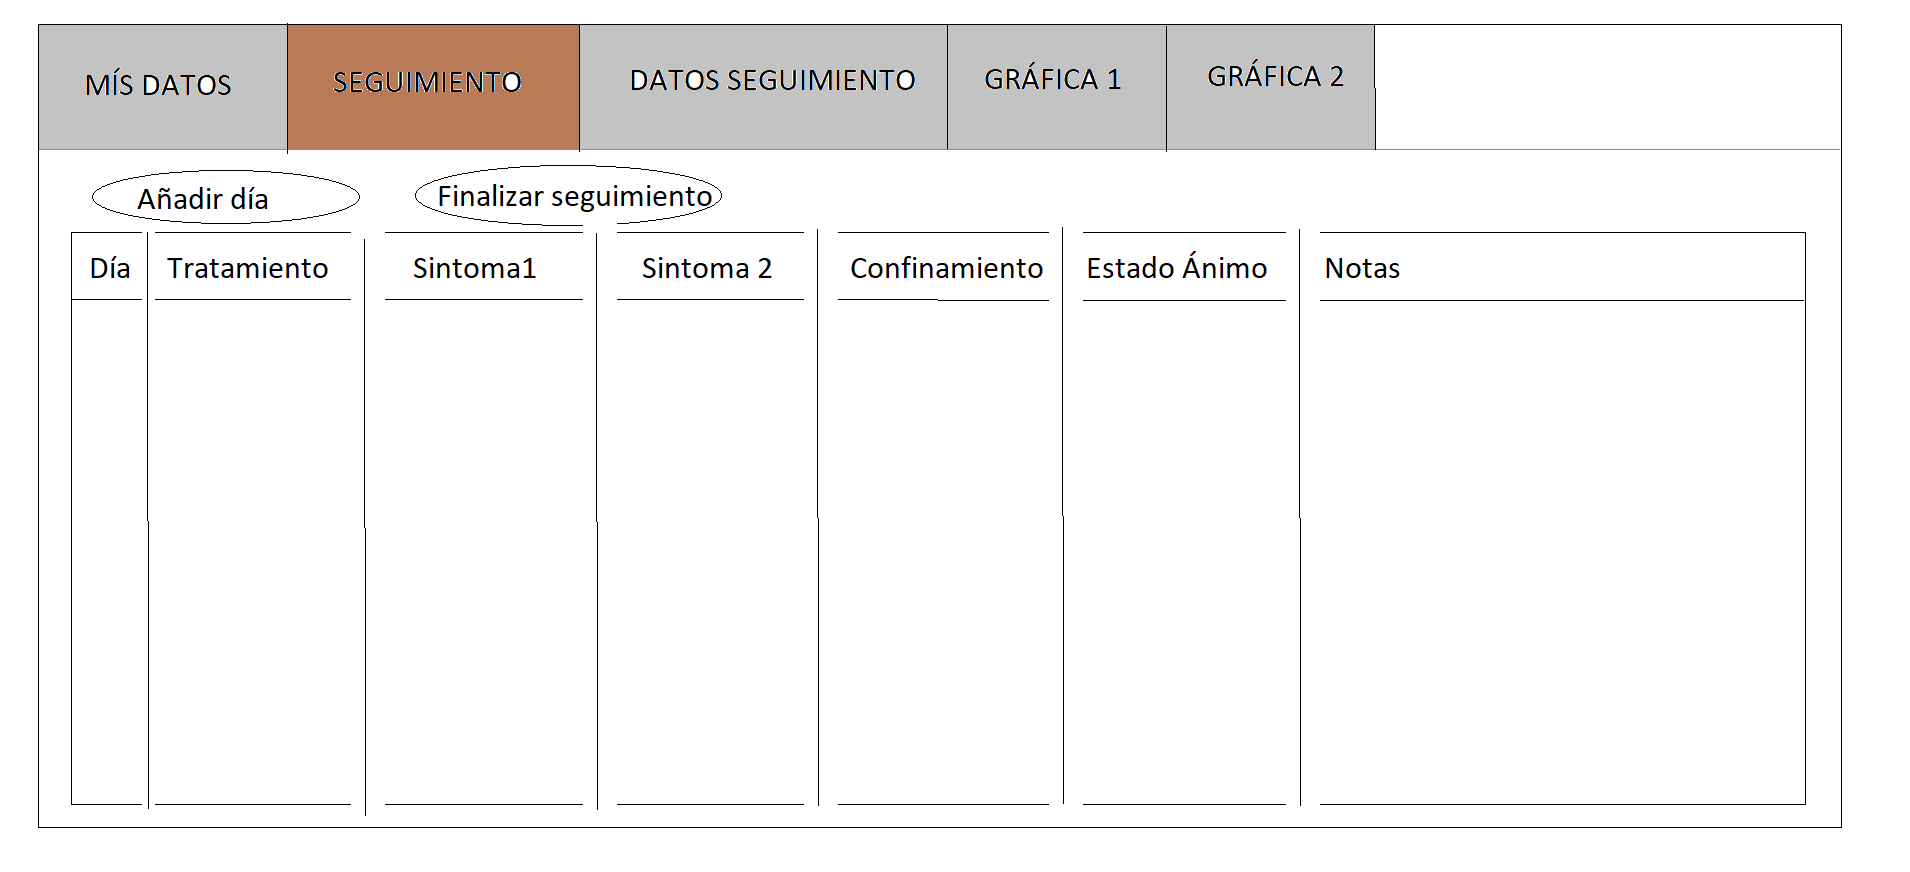 MÍS DATOS
SEGUIMIENTO
DATOS SEGUIMIENTO
GRÁFICA 1
GRÁFICA 2
Añadir día
Finalizar seguimiento
Día
Tratamiento
Sintoma1
Sintoma 2
Confinamiento
Estado Ánimo
Notas